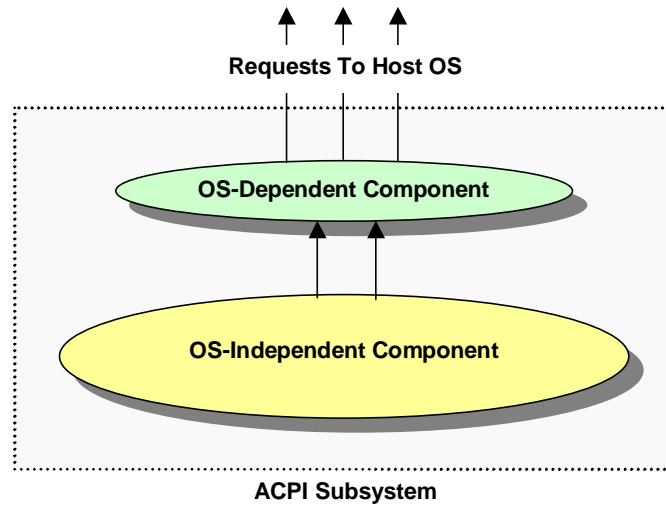 Requests To Host OS
OS-Dependent Component
OS-Independent Component
ACPI Subsystem